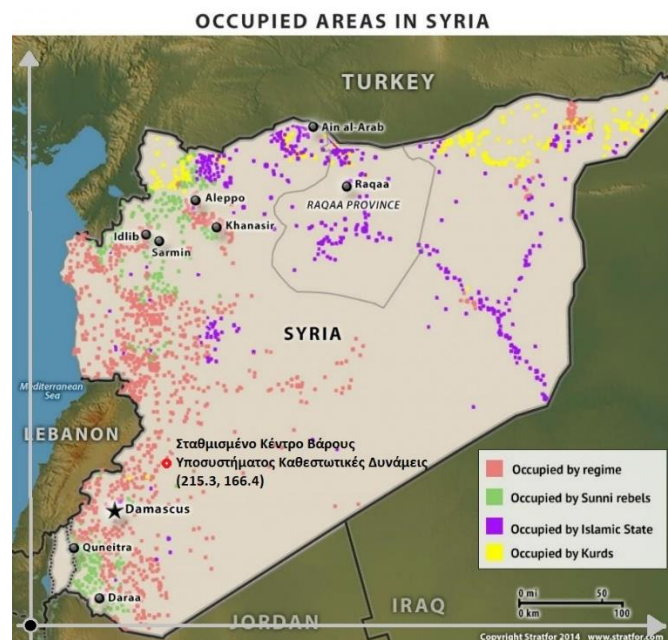 OCCUPIED AREAS IN SYRIA
TURKEY
Ain al-Arab
Raqaa
RAQAA PROVINCE
Aleppo
Khanasir
Idlib
Sarmin
SYRIA
Mediterranean
Sea
LEBANON
Σταθμισμένο Κέντρο Βάρους
Υποσυστήματος Καθεστωτικές Δυνάμεις
(215.3, 166.4)
Damascus
Quneitra
Daraa
JORDAN
IRAQ
Occupied by regime
Occupied by Sunni rebels
Occupied by Islamic State
Occupied by Kurds
0 mi 50
0 km 100
Copyright Stratfor 2014 www.stratfor.com